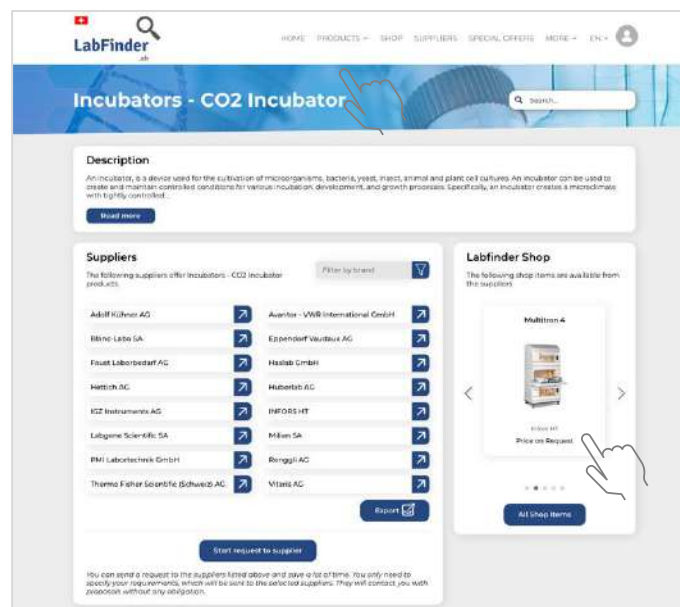 LabFinder
.ch
HOME PRODUCTS SHOP SUPPLIERS SPECIAL OFFERS MORE EN
Incubators - CO2 Incubator
Search...
Description
An incubator, is a device used for the cultivation of microorganisms, bacteria, yeast, insect, animal and plant cell cultures. An incubator can be used to
create and maintain controlled conditions for various incubation, development, and growth processes. Specifically, an incubator creates a microclimate
with tightly controlled...
Read more
Suppliers
The following suppliers offer Incubators - CO2 Incubator
products.
Filter by brand
Adolf Kühner AG
Avantor - VWR International GmbH
Blanc-Labo SA
Eppendorf Vaudaux AG
Faust Laborbedarf AG
Haslab GmbH
Hettich AG
Huberlab AG
IGZ Instruments AG
INFORS HT
Labgene Scientific SA
Milian SA
PMI Labortechnik GmbH
Renggli AG
Thermo Fisher Scientific (Schweiz) AG
Vitaris AG
Export
Start request to supplier
You can send a request to the suppliers listed above and save a lot of time. You only need to
specify your requirements, which will be sent to the selected suppliers. They will contact you with
proposals without any obligation.
Labfinder Shop
The following shop items are available from
the suppliers
Multitron 4
Infors HT
Price on Request
All Shop Items